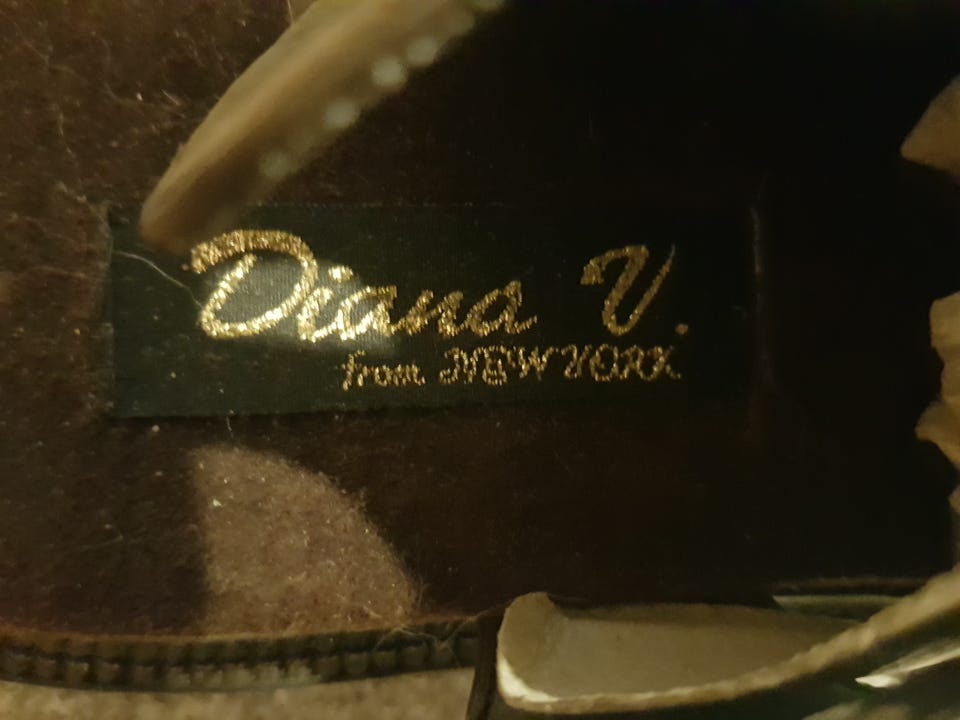 Diana V.
from NEW YORK